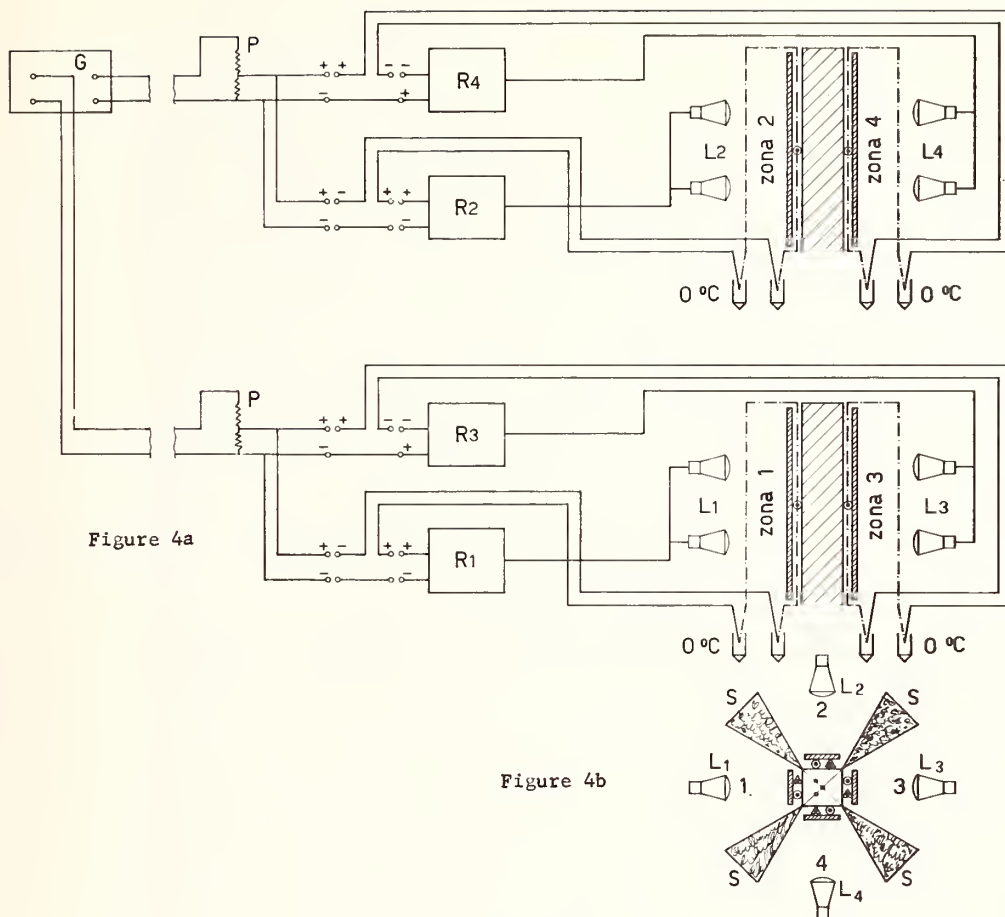 G
P
+ +
- -
R4
-
+
L2
zona 2
zona 4
L4
+ -
+ +
R2
-
- -
0 °C
0 °C
P
+ +
- -
R3
-
+
L1
zona 1
zona 3
L3
Figure 4a
+ -
+ +
R1
-
- -
0 °C
0 °C
L2
S
2
S
L1
1.
3
L3
Figure 4b
S
4
S
L4